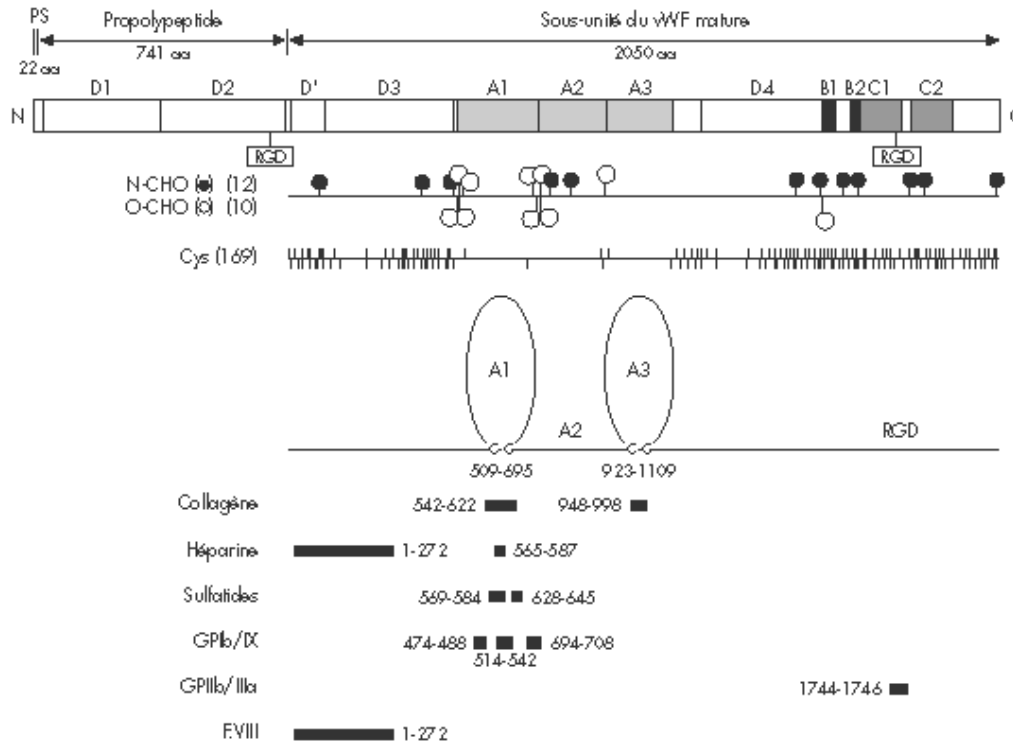 PS Propolypeptide Sous-unité du vWF mature
22 aa 741 aa 2050 aa
D1 D2 D' D3 A1 A2 A3 D4 B1 B2 C1 C2
N
RGD RGD
N-CHO (●) (12)
O-CHO (○) (10)
Cys (169)
A1 A3
A2 RGD
509-695 923-1109
Collagène 542-622 948-998
Héparine 1-272 565-587
Sulfatides 569-584 628-645
GPIb/IX 474-488 694-708
514-542
GPIIb/IIIa 1744-1746
F.VIII 1-272